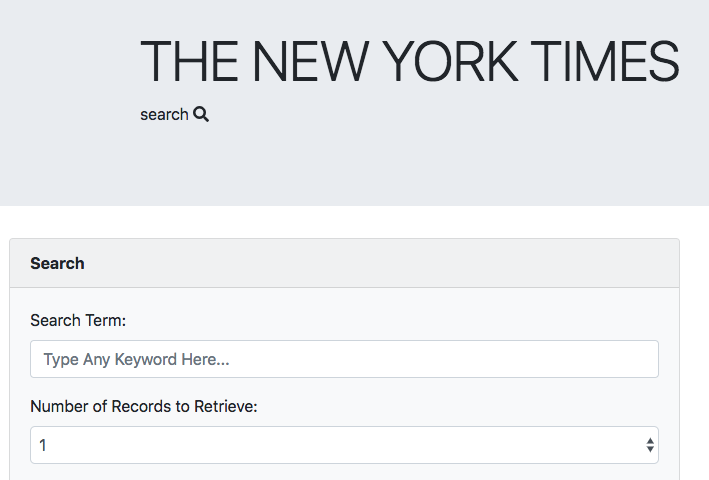 THE NEW YORK TIMES
search
Search
Search Term:
Type Any Keyword Here...
Number of Records to Retrieve:
1